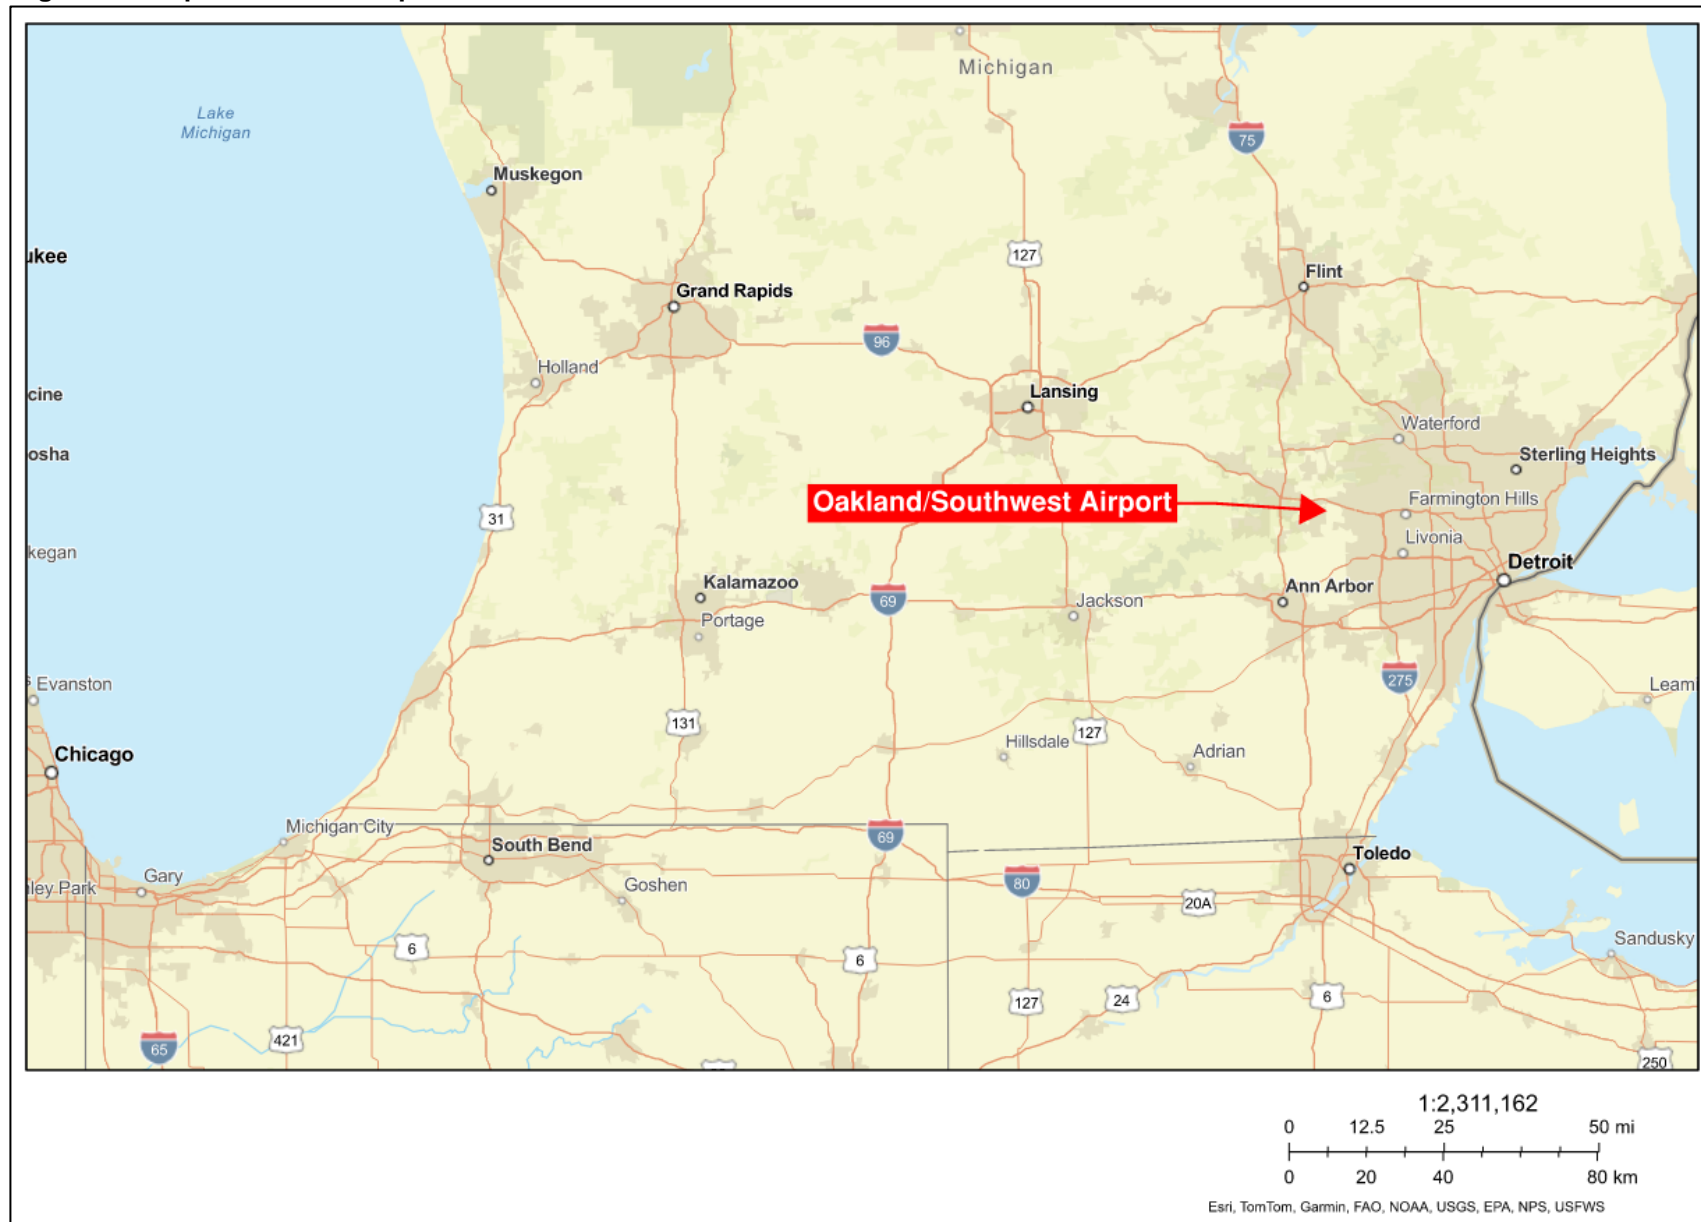 Michigan
Lake
Michigan
75
Muskegon
ukee
127
Flint
Grand Rapids
96
Holland
Lansing
cine
Waterford
osha
Sterling Heights
Oakland/Southwest Airport
Farmington Hills
31
Livonia
kegan
Detroit
Kalamazoo
69
Jackson
Ann Arbor
Portage
275
Evanston
Leami
131
127
Hillsdale
Adrian
Chicago
Michigan City
69
South Bend
Toledo
80
Gary
nley Park
Goshen
20A
6
6
Sandusky
127
24
6
421
65
250
1:2,311,162
0 12.5 25 50 mi
0 20 40 80 km
Esri, TomTom, Garmin, FAO, NOAA, USGS, EPA, NPS, USFWS